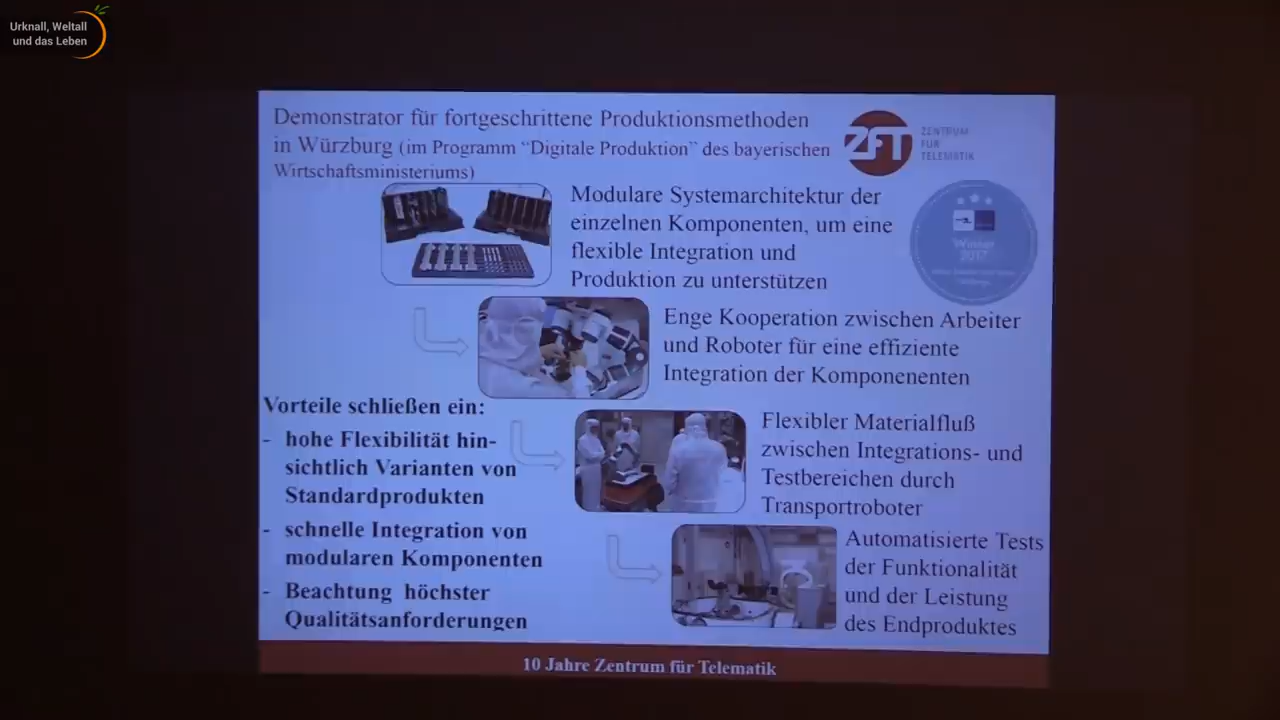 Urknall, Weltall
und das Leben
Demonstrator für fortgeschrittene Produktionsmethoden
in Würzburg (im Programm “Digitale Produktion” des bayerischen
Wirtschaftsministeriums)
ZFT
ZENTRUM
FÜR
TELEMATIK
Modulare Systemarchitektur der
einzelnen Komponenten, um eine
flexible Integration und
Produktion zu unterstützen
Winner
2017
Enge Kooperation zwischen Arbeiter
und Roboter für eine effiziente
Integration der Komponenenten
Vorteile schließen ein:
- hohe Flexibilität hin-
sichtlich Varianten von
Standardprodukten
- schnelle Integration von
modularen Komponenten
- Beachtung höchster
Qualitätsanforderungen
Flexibler Materialfluß
zwischen Integrations- und
Testbereichen durch
Transportroboter
Automatisierte Tests
der Funktionalität
und der Leistung
des Endproduktes
10 Jahre Zentrum für Telematik